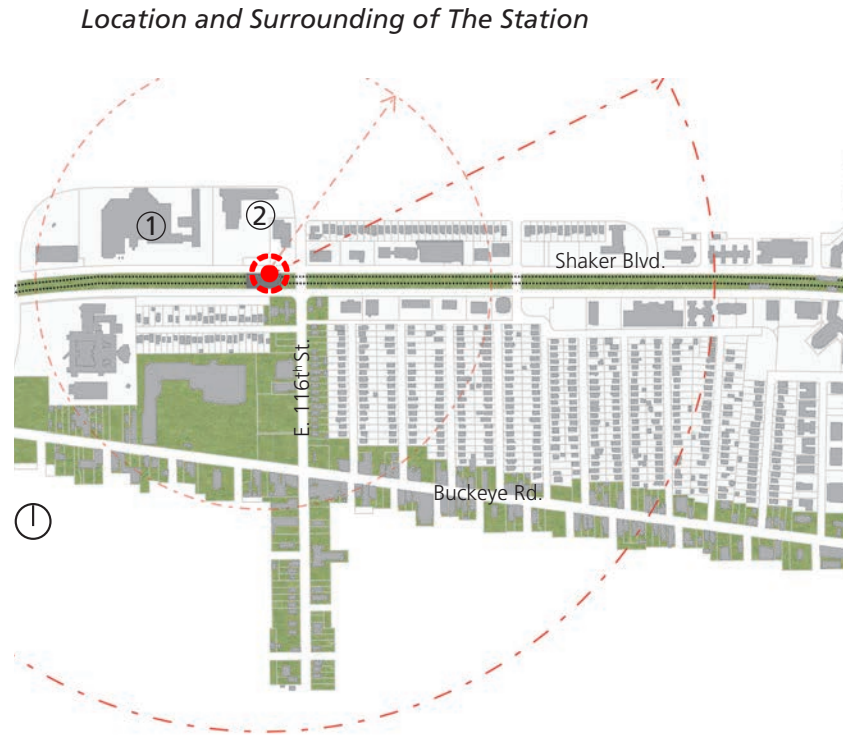 Location and Surrounding of The Station
①
②
Shaker Blvd.
E. 116tʰ St.
Buckeye Rd.